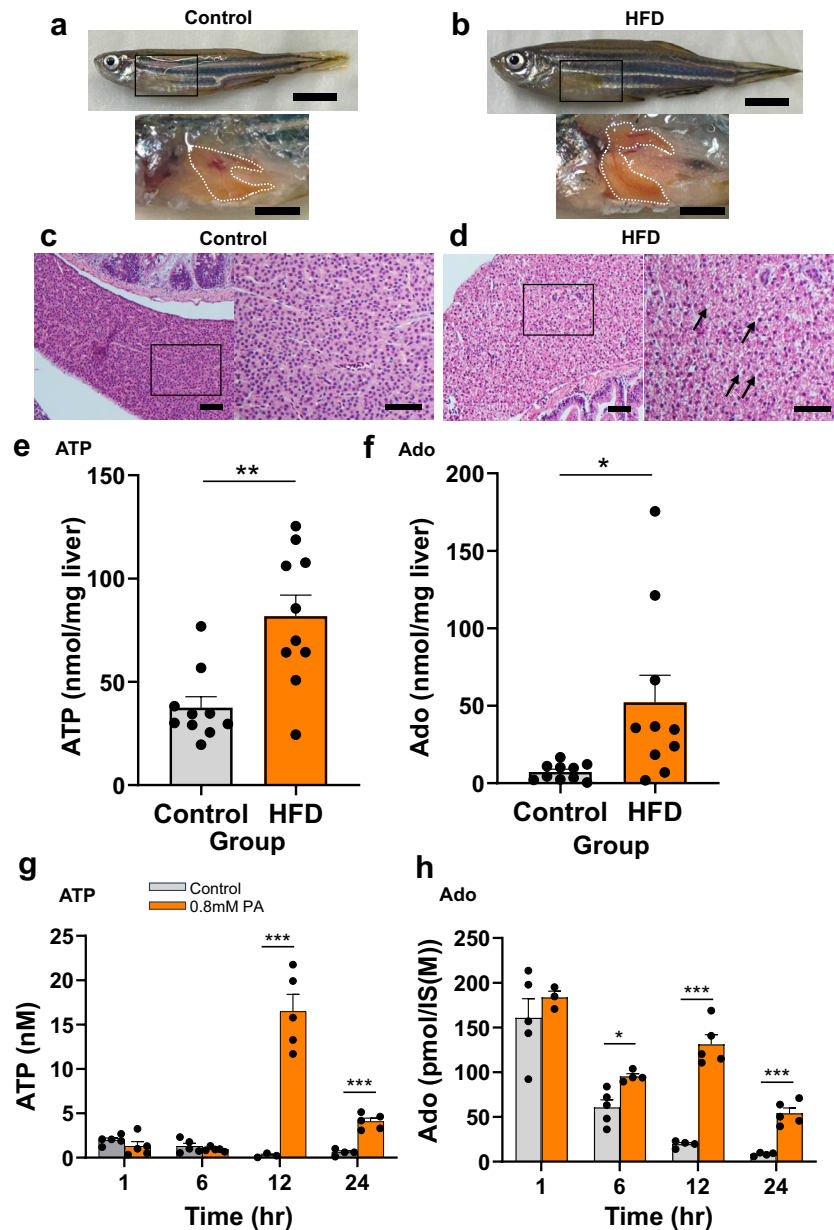 a
Control
b
HFD
c
Control
d
HFD
e
ATP
**
150
100
50
0
ATP (nmol/mg liver)
Control HFD
Group
f
Ado
*
200
150
100
50
0
Ado (nmol/mg liver)
Control HFD
Group
g
ATP
Control
0.8mM PA
25
20
15
10
5
0
ATP (nM)
***
***
1 6 12 24
Time (hr)
h
Ado
250
200
150
100
50
0
Ado (pmol/IS(M))
*
***
***
1 6 12 24
Time (hr)